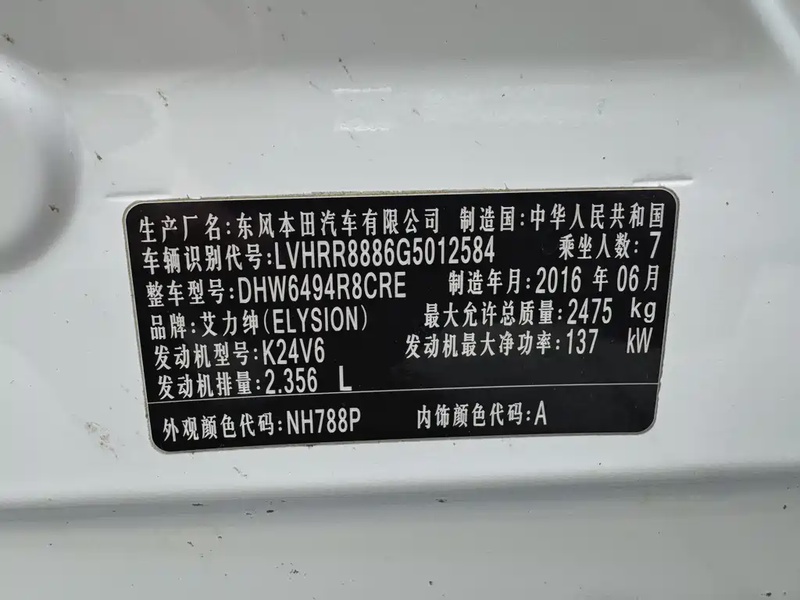 生产厂名:东风本田汽车有限公司 制造国:中华人民共和国
车辆识别代号:LVHRR8886G5012584 乘坐人数:7
整车型号:DHW6494R8CRE 制造年月:2016 年 06月
品牌:艾力绅(ELYSION) 最大允许总质量:2475 kg
发动机型号:K24V6 发动机最大净功率:137 kW
发动机排量:2.356 L
外观颜色代码:NH788P 内饰颜色代码:A